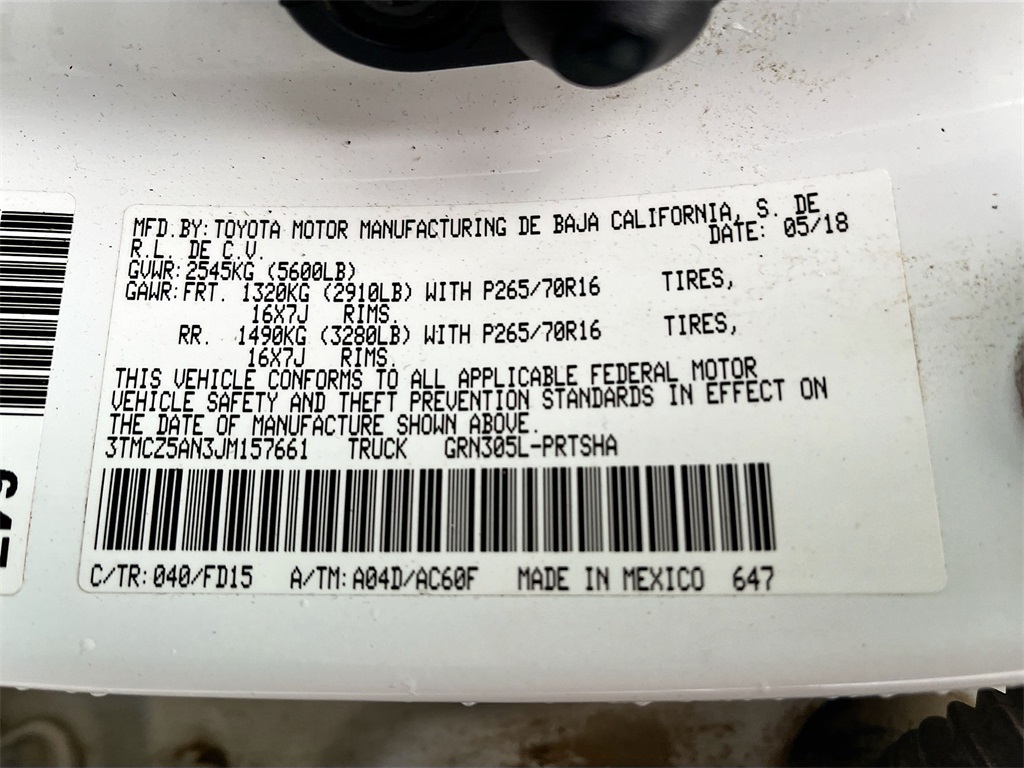 MFD.BY: TOYOTA MOTOR MANUFACTURING DE BAJA CALIFORNIA, S. DE
R.L. DE C.V. DATE: 05/18
GVWR: 2545KG (5600LB)
GAWR: FRT. 1320KG (2910LB) WITH P265/70R16 TIRES,
16X7J RIMS.
RR. 1490KG (3280LB) WITH P265/70R16 TIRES,
16X7J RIMS.
THIS VEHICLE CONFORMS TO ALL APPLICABLE FEDERAL MOTOR
VEHICLE SAFETY AND THEFT PREVENTION STANDARDS IN EFFECT ON
THE DATE OF MANUFACTURE SHOWN ABOVE.
3TMCZ5AN3JM157661 TRUCK GRN305L-PRTSHA
C/TR: 040/FD15 A/TM: A04D/AC60F MADE IN MEXICO 647